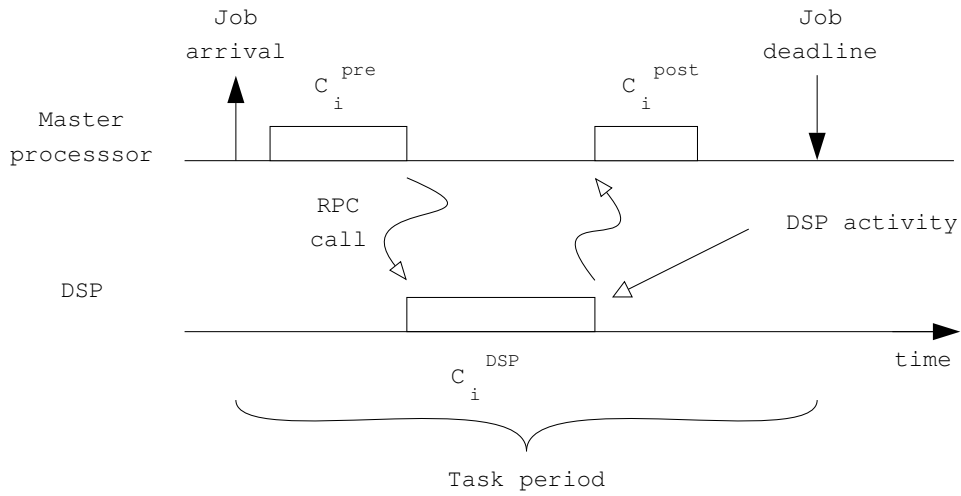 Job
arrival
Job
deadline
C i pre
C i post
Master
processsor
RPC
call
DSP activity
DSP
time
C i DSP
Task period